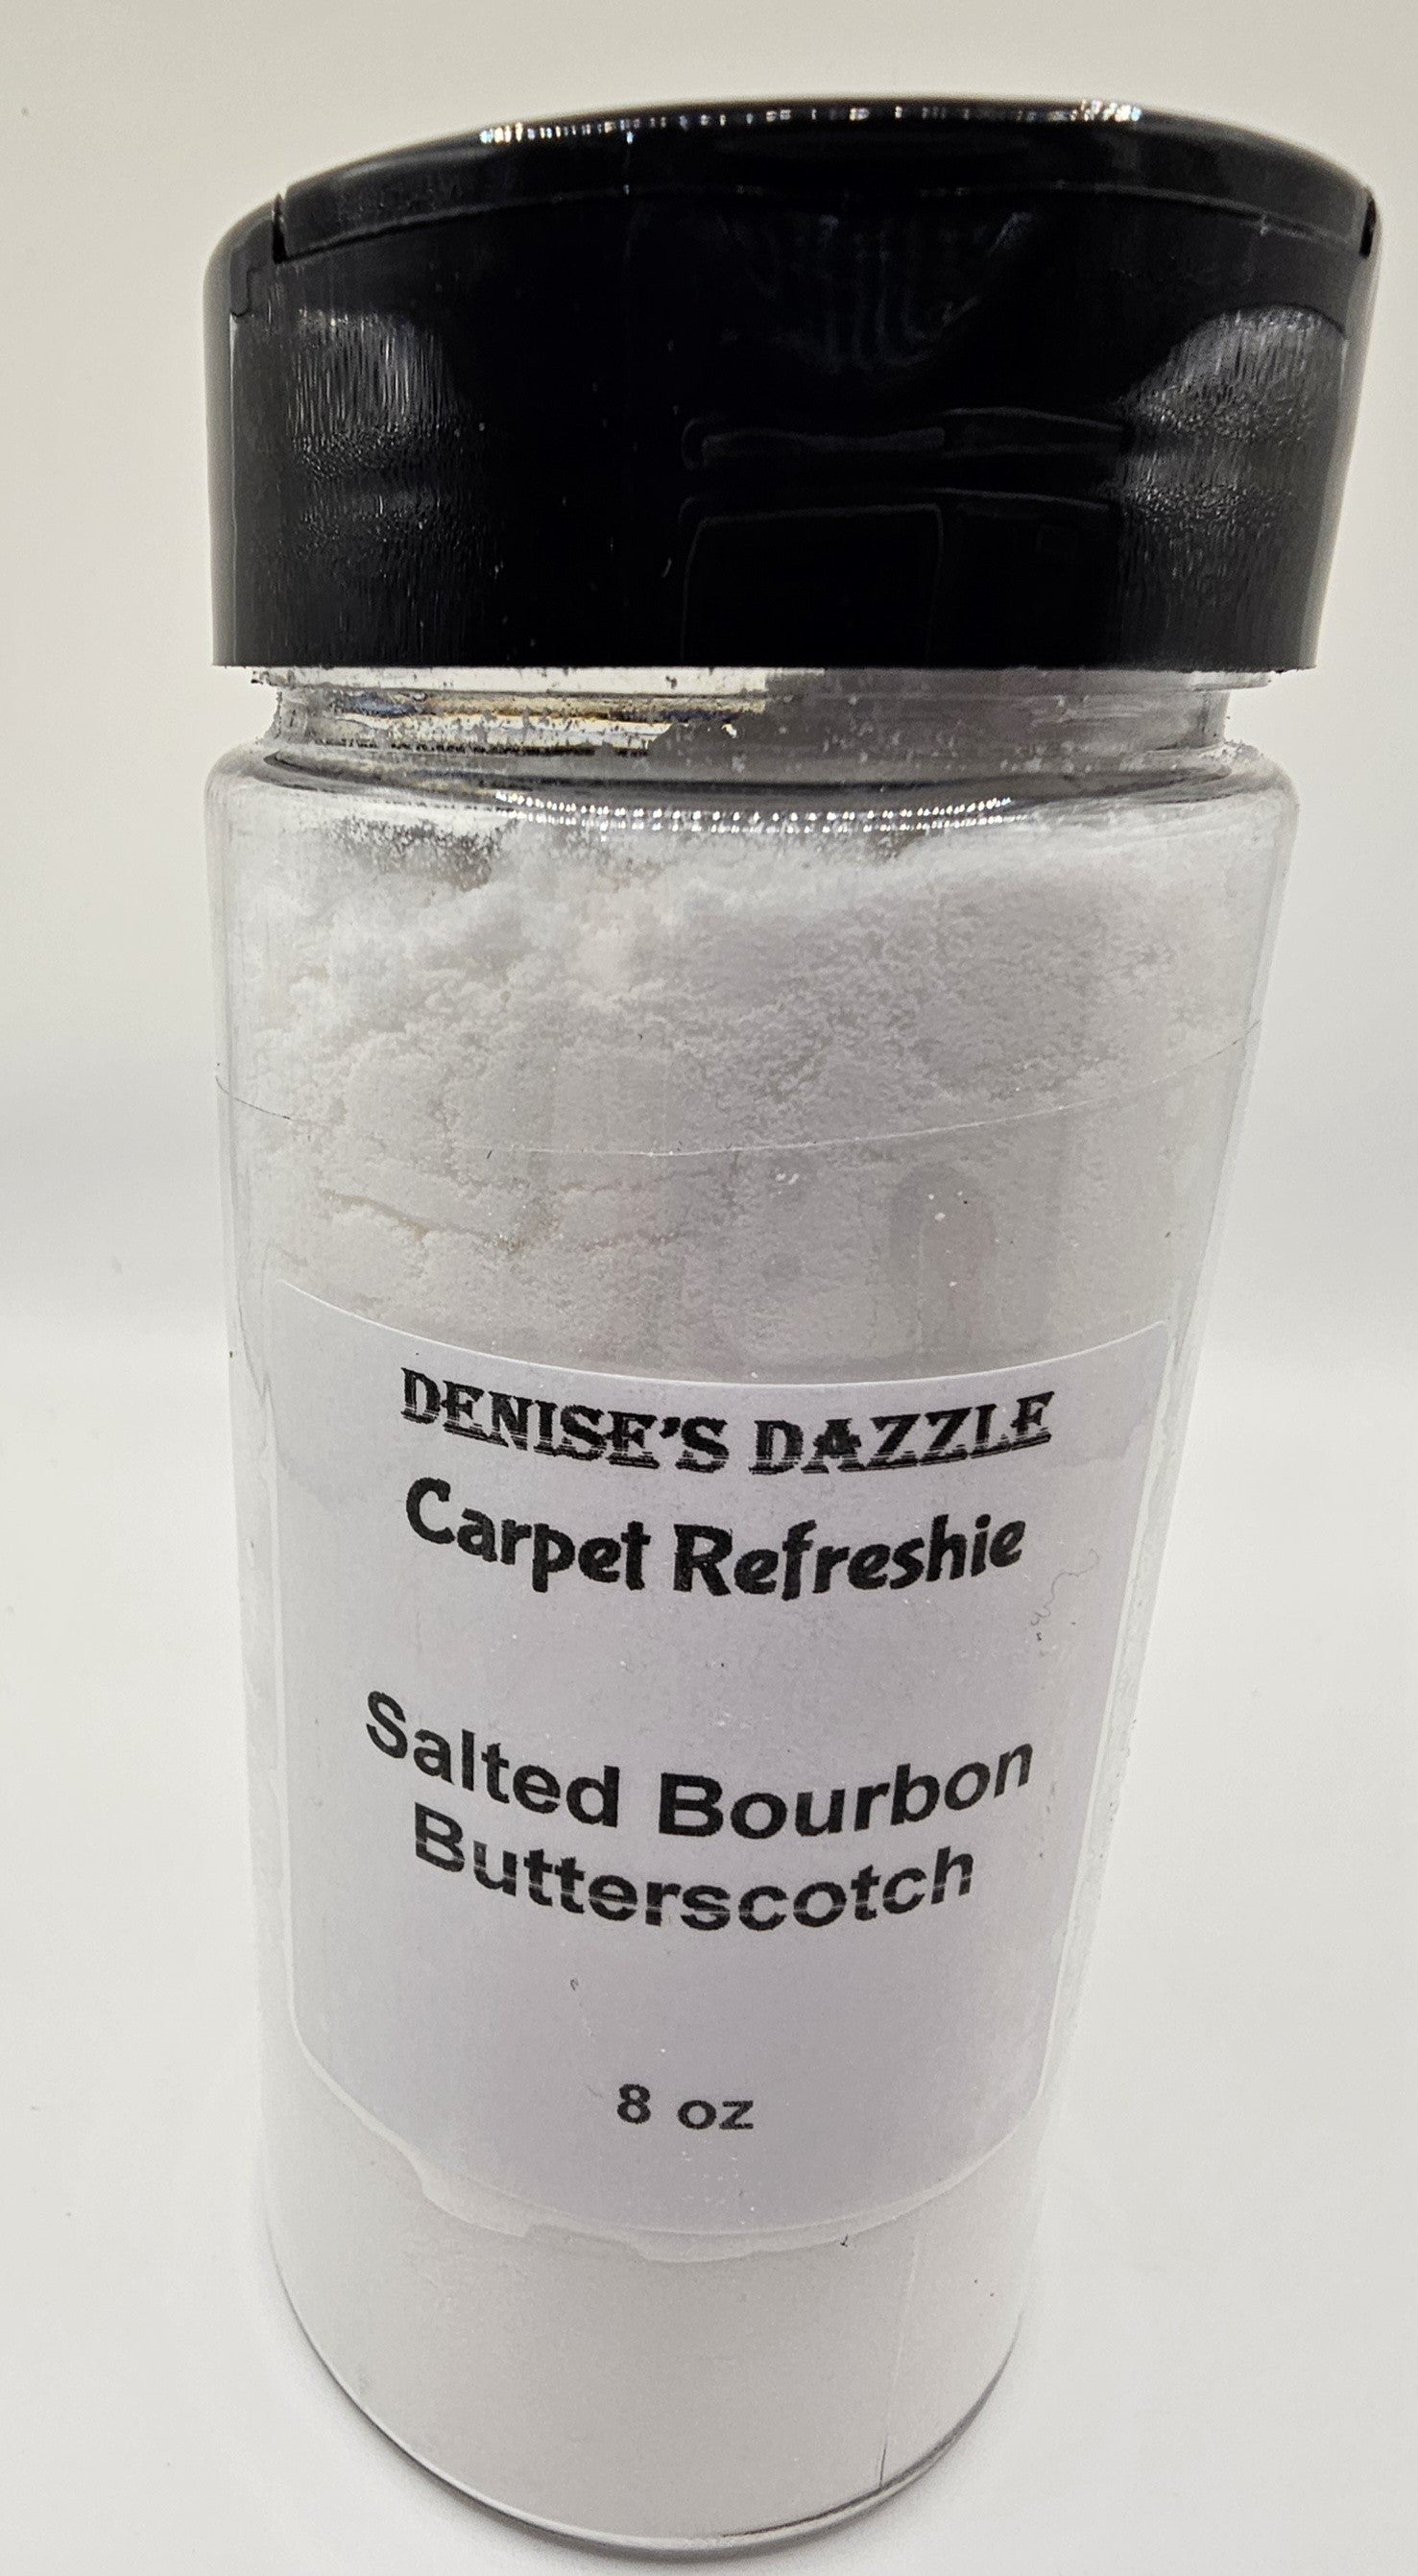 DENISE'S DAZZLE
Carpet Refreshie
Salted Bourbon
Butterscotch
8 oz